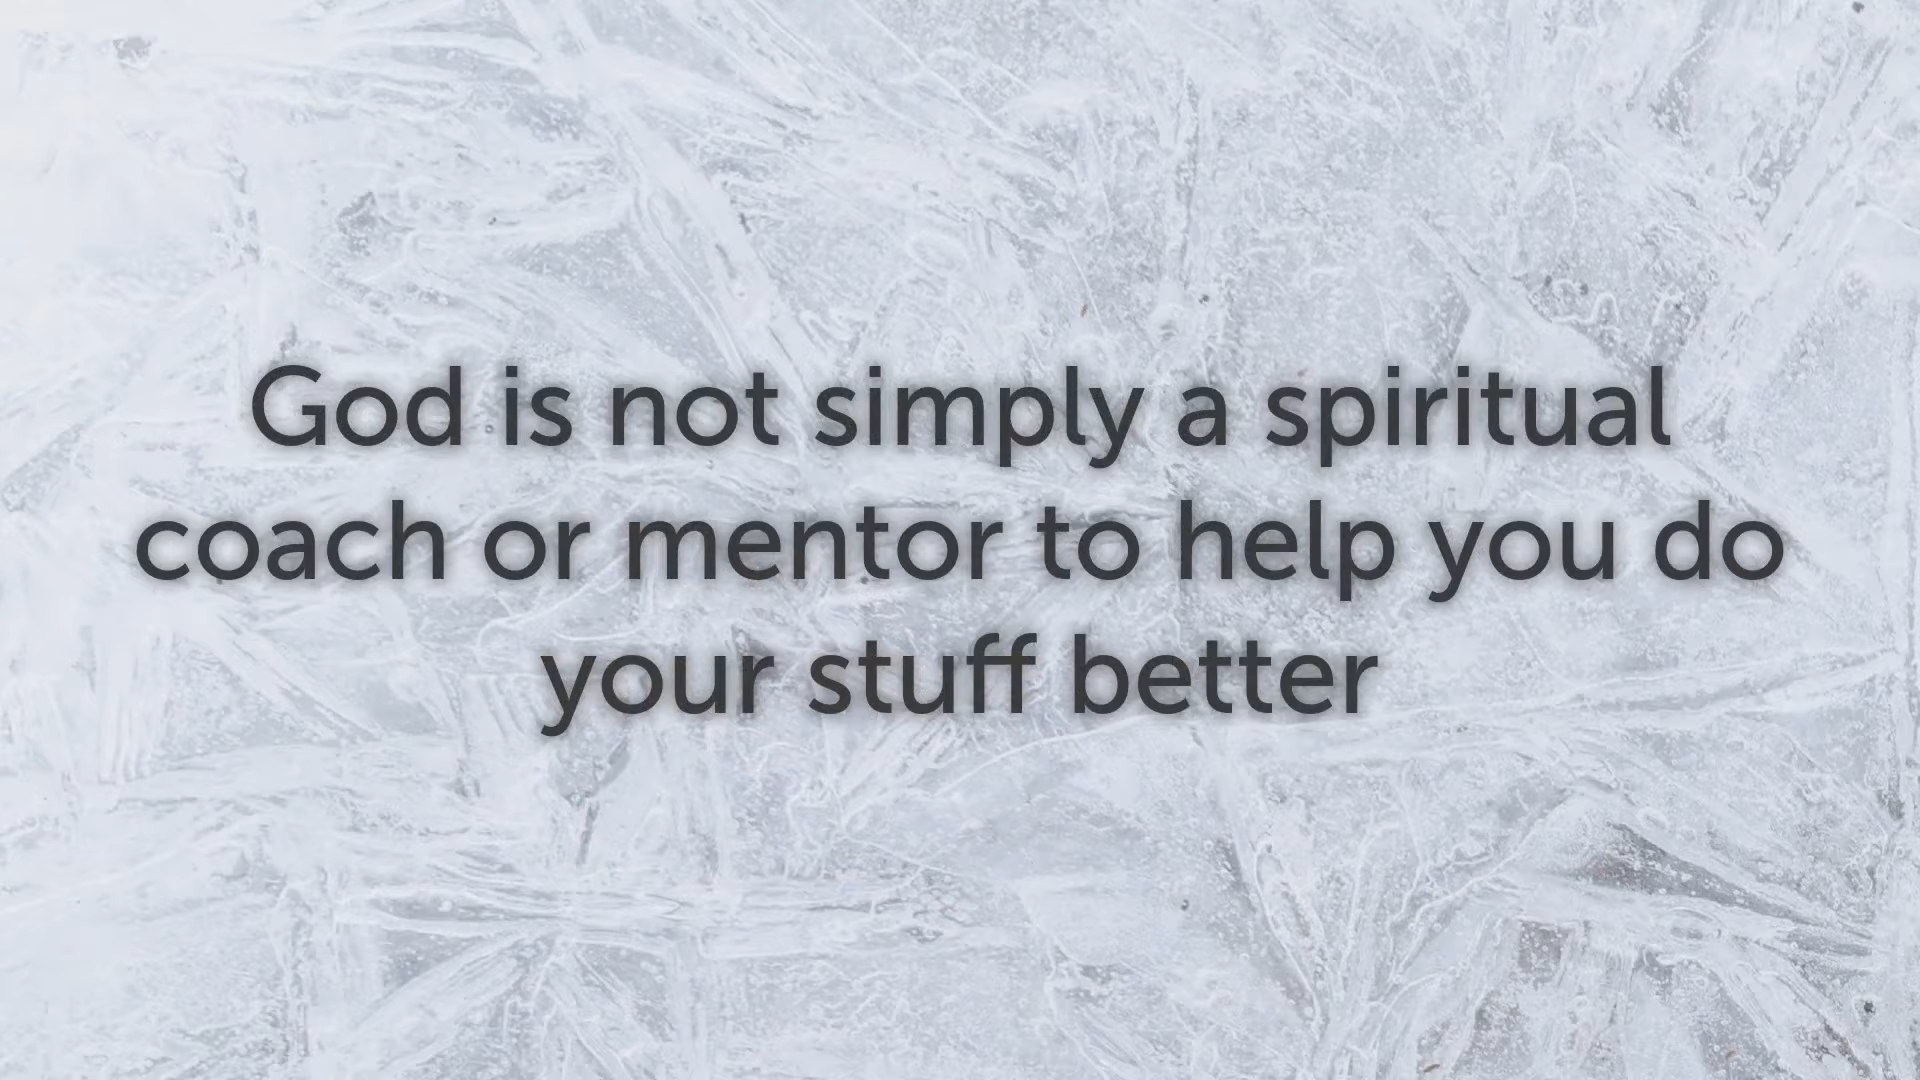 God is not simply a spiritual
coach or mentor to help you do
your stuff better